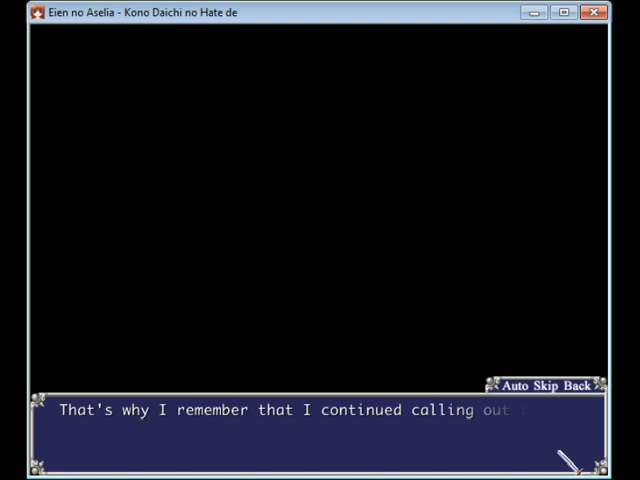 Eien no Aselia - Kono Daichi no Hate de
Auto Skip Back
That's why I remember that I continued calling out